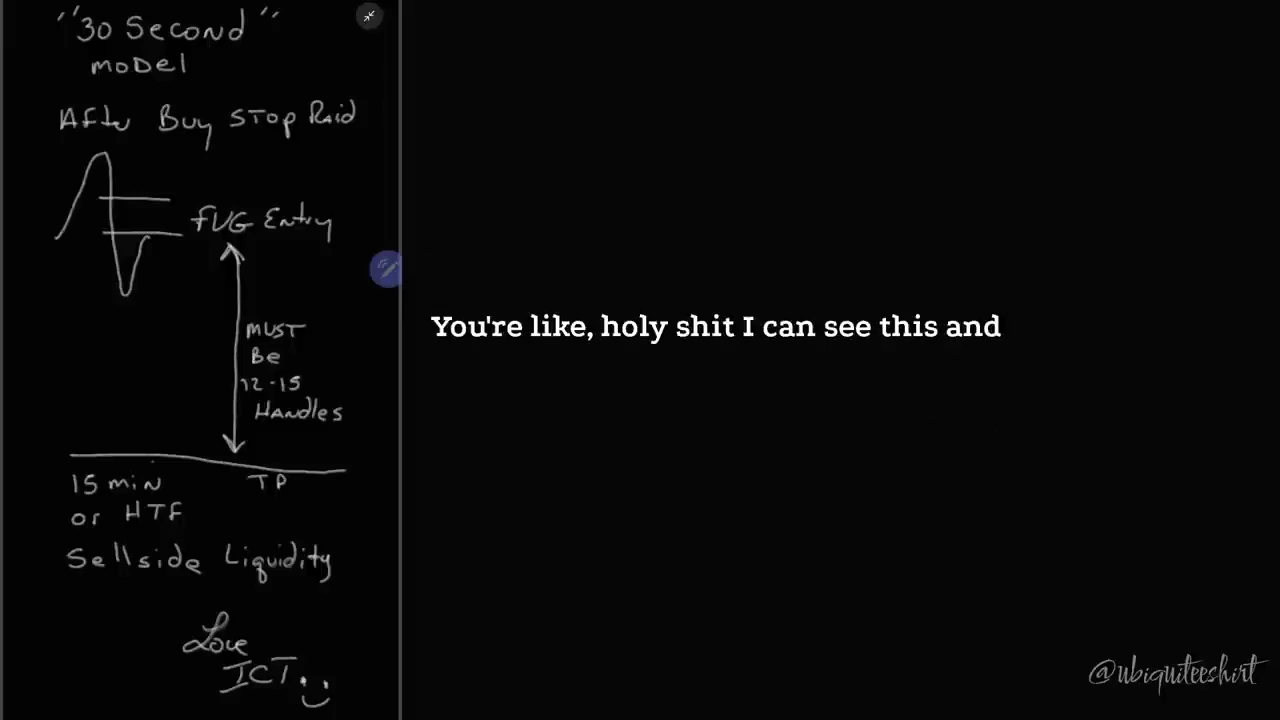 "30 Second"
model
After Buy STop Raid
FVG Entry
MUST
Be
12-15
HANdles
15 miN TP
or HTF
Sellside Liquidity
Love
ICT
You're like, holy shit I can see this and
@ubiquiteeshirt